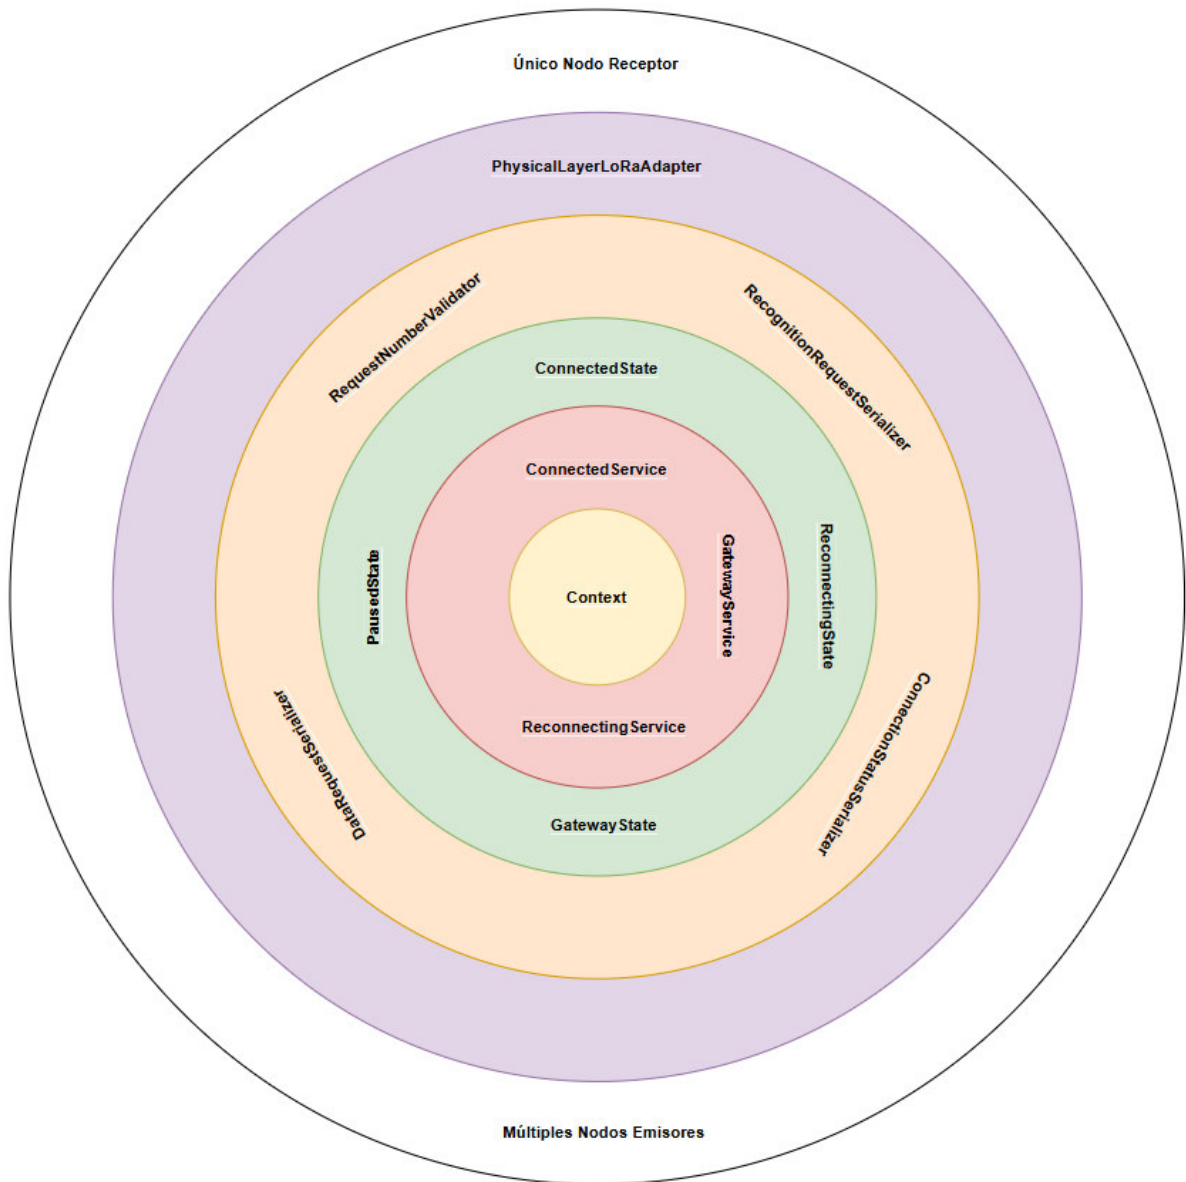 Único Nodo Receptor
PhysicalLayerLoRaAdapter
RequestNumberValidator
RecognitionRequestSerializer
ConnectedState
ConnectedService
PausedState
Context
GatewayService
ReconnectingState
ReconnectingService
DataRequestSerializer
ConnectionStatusSerializer
GatewayState
Múltiples Nodos Emisores